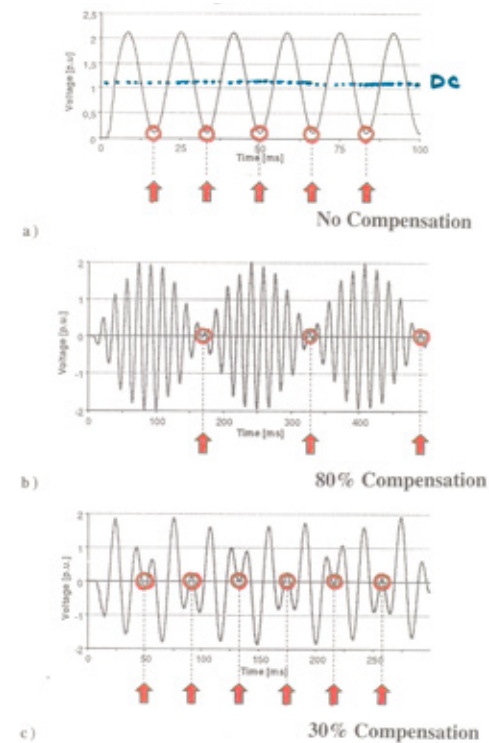 2,5
2
1,5
1
0,5
0
Voltage [p.u.]
DC
0 25 50 75 100
Time [ms]
No Compensation
a)
2
1
0
-1
-2
Voltage [p.u.]
0 100 200 300 400
Time [ms]
80% Compensation
b)
2
1
0
-1
-2
Voltage [p.u.]
0 50 100 150 200 250
Time [ms]
30% Compensation
c)